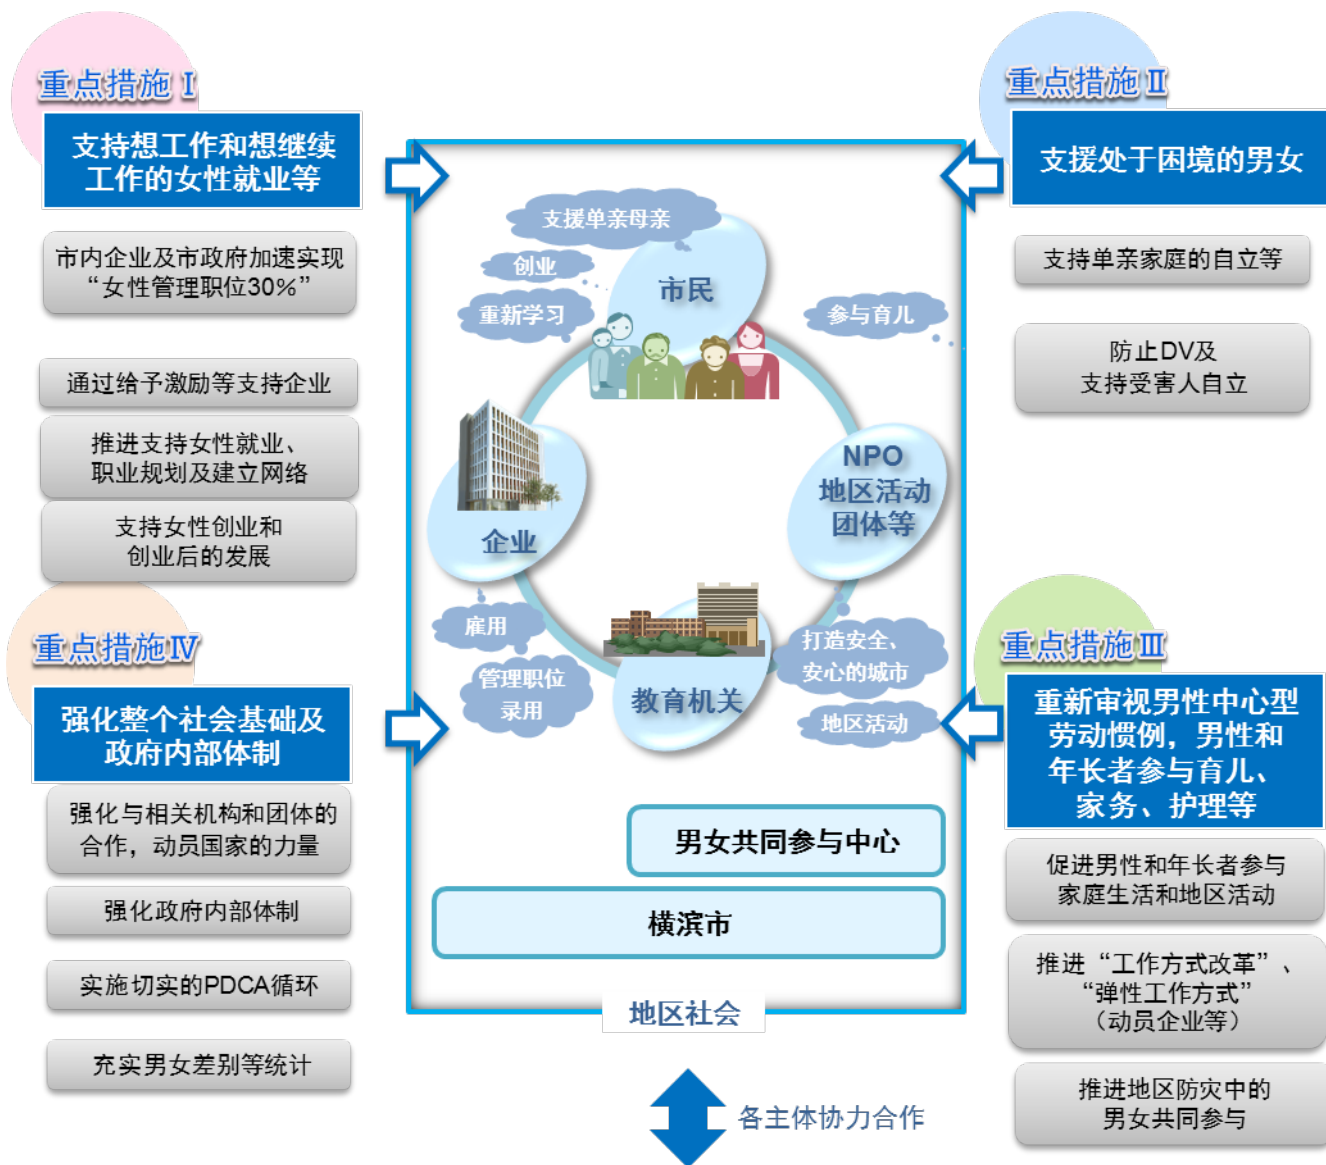 重点措施Ⅰ
支持想工作和想继续
工作的女性就业等
市内企业及市政府加速实现
“女性管理职位30%”
通过给予激励等支持企业
推进支持女性就业、
职业规划及建立网络
支持女性创业和
创业后的发展
重点措施Ⅱ
支援处于困境的男女
支持单亲家庭的自立等
防止DV及
支持受害人自立
支援单亲母亲
创业
重新学习
市民
参与育儿
企业
NPO
地区活动
团体等
雇用
管理职位
录用
教育机关
打造安全、
安心的城市
地区活动
男女共同参与中心
横滨市
地区社会
各主体协力合作
重点措施Ⅳ
强化整个社会基础及
政府内部体制
强化与相关机构和团体的
合作，动员国家的力量
强化政府内部体制
实施切实的PDCA循环
充实男女差别等统计
重点措施Ⅲ
重新审视男性中心型
劳动惯例，男性和
年长者参与育儿、
家务、护理等
促进男性和年长者参与
家庭生活和地区活动
推进“工作方式改革”、
“弹性工作方式”
（动员企业等）
推进地区防灾中的
男女共同参与